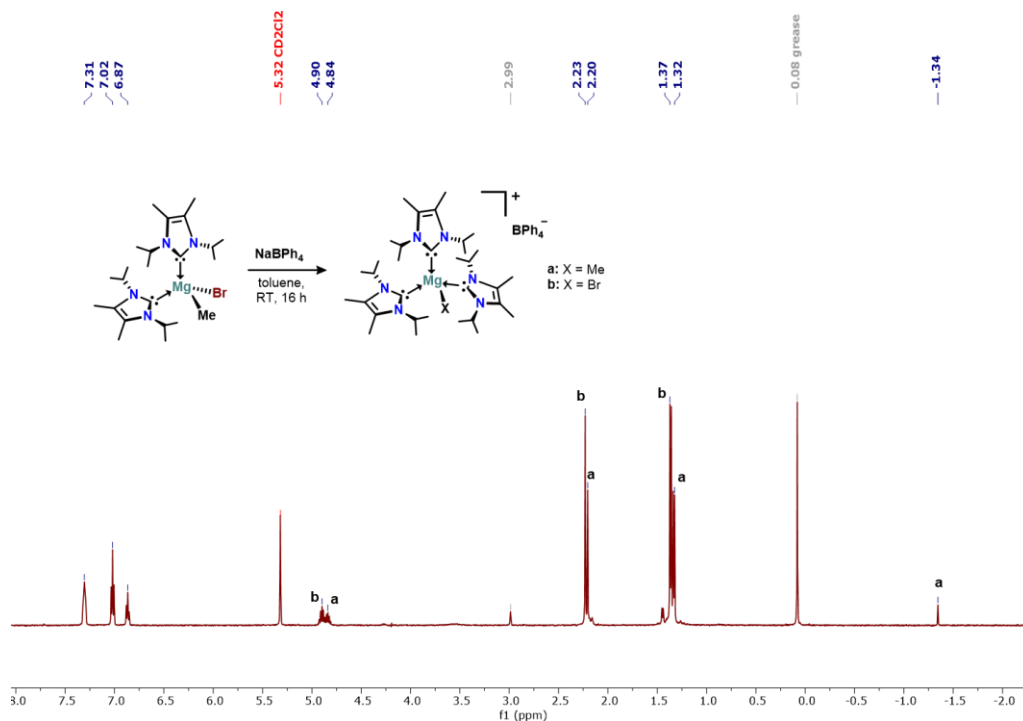 7.31
7.02
6.87
5.32 CD2Cl2
4.90
4.84
2.99
2.23
2.20
1.37
1.32
0.08 grease
-1.34
N
N
Mg
Br
Me
N
N
NaBPh4
toluene,
RT, 16 h
N
N
Mg
X
N
N
N
N
+
BPh4−
a: X = Me
b: X = Br
b
a
b
a
b
a
a
8.0 7.5 7.0 6.5 6.0 5.5 5.0 4.5 4.0 3.5 3.0 2.5 2.0 1.5 1.0 0.5 0.0 -0.5 -1.0 -1.5 -2.0
f1 (ppm)